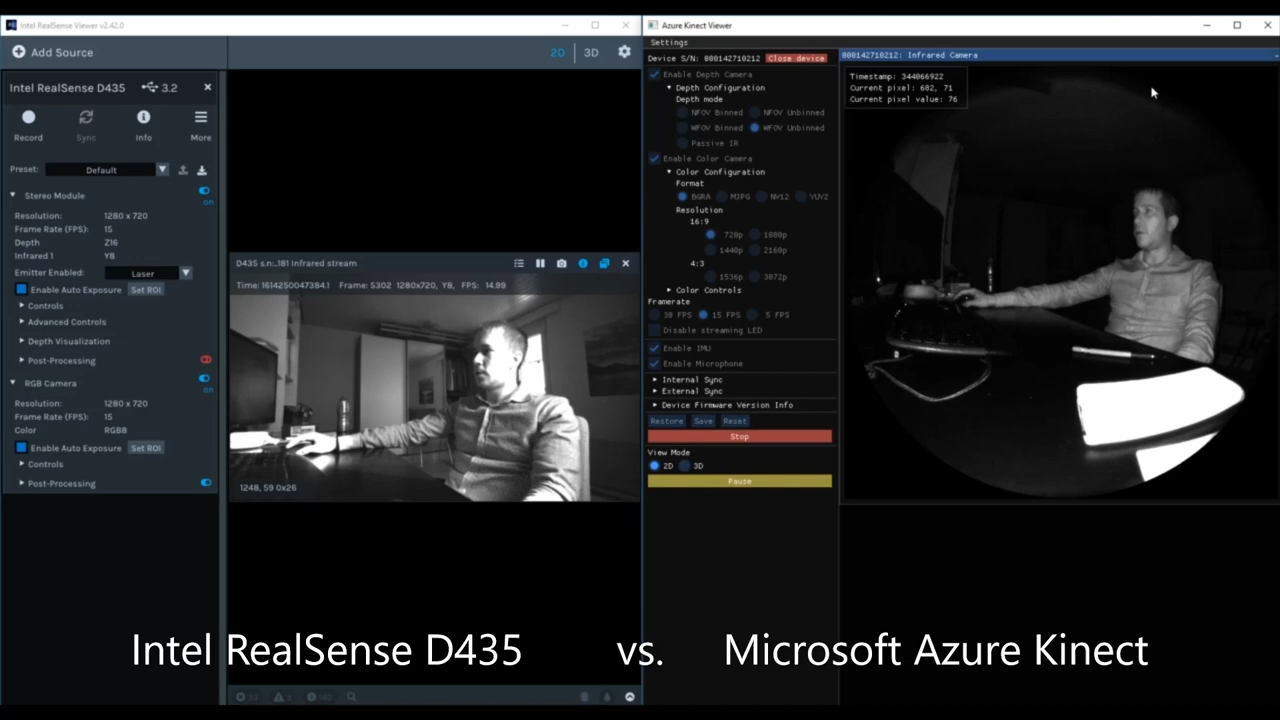 Intel RealSense Viewer v2.42.0
Add Source
2D | 3D
Intel RealSense D435
3.2
Record
Sync
Info
More
Preset:
Default
Stereo Module
on
Resolution: 1280 x 720
Frame Rate (FPS): 15
Depth Z16
Infrared 1 Y8
Emitter Enabled: Laser
Enable Auto Exposure Set ROI
Controls
Advanced Controls
Depth Visualization
Post-Processing
RGB Camera
on
Resolution: 1280 x 720
Frame Rate (FPS): 15
Color RGB8
Enable Auto Exposure Set ROI
Controls
Post-Processing
D435 s.n:..181 Infrared stream
Time: 1614250047384.1 Frame: 5302 1280x720, Y8, FPS: 14.99
1248, 59 0x26
Azure Kinect Viewer
Settings
Device S/N: 000142710212 Close device
Enable Depth Camera
Depth Configuration
Depth mode
NFOV Binned NFOV Unbinned
WFOV Binned WFOV Unbinned
Passive IR
Enable Color Camera
Color Configuration
Format
BGRA MJPG NV12 YUY2
Resolution
16:9
720p 1080p
1440p 2160p
4:3
1536p 3072p
Color Controls
Framerate
30 FPS 15 FPS 5 FPS
Disable streaming LED
Enable IMU
Enable Microphone
Internal Sync
External Sync
Device Firmware Version Info
Restore Save Reset
Stop
View Mode
2D 3D
Pause
000142710212: Infrared Camera
Timestamp: 344066922
Current pixel: 682, 71
Current pixel value: 76
Intel RealSense D435 vs. Microsoft Azure Kinect